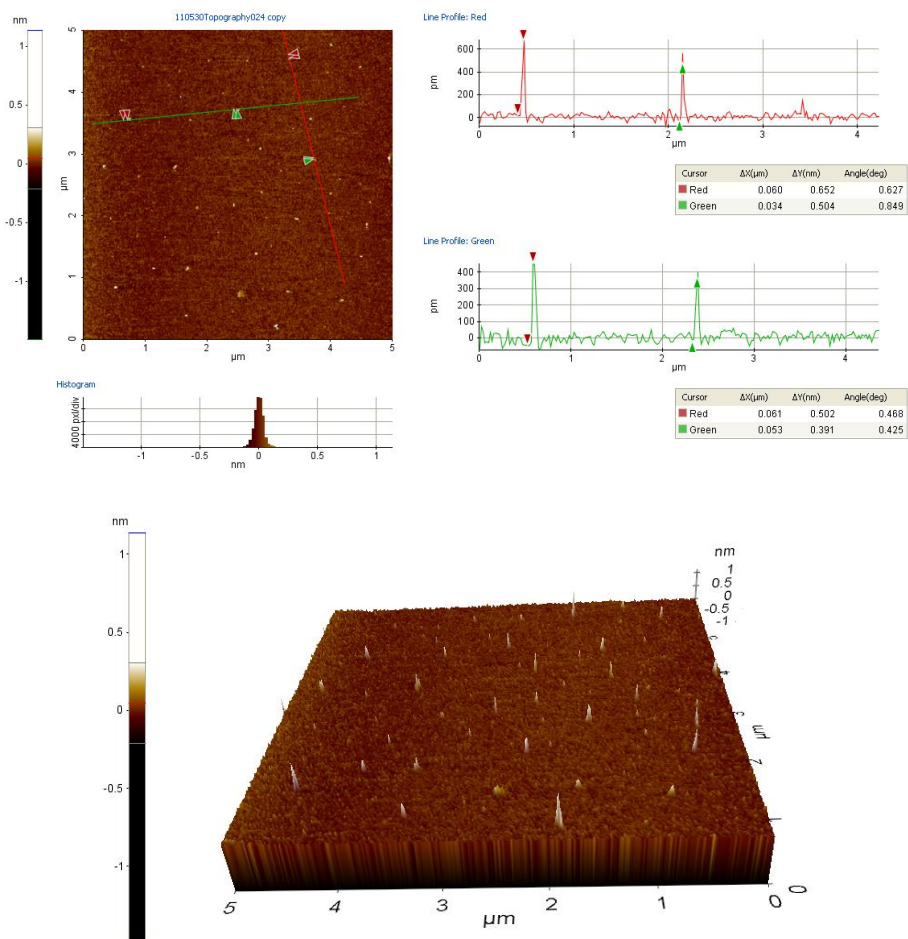 nm
1
0.5
0
-0.5
-1
110530Topography024 copy
5
4
3
2
1
0
µm
0
1
2
3
4
5
µm
Line Profile: Red
pm
600
400
200
0
0
1
2
3
4
µm
Cursor ΔX(µm) ΔY(nm) Angle(deg)
Red 0.060 0.652 0.627
Green 0.034 0.504 0.849
Line Profile: Green
pm
400
300
200
100
0
0
1
2
3
4
µm
Cursor ΔX(µm) ΔY(nm) Angle(deg)
Red 0.061 0.502 0.468
Green 0.053 0.391 0.425
Histogram
4000 pxl/div
-1
-0.5
0
0.5
1
nm
nm
1
0.5
0
-0.5
-1
nm
1
0.5
0
-0.5
-1
4
3
µm
2
1
0
5
4
3
2
1
0
µm